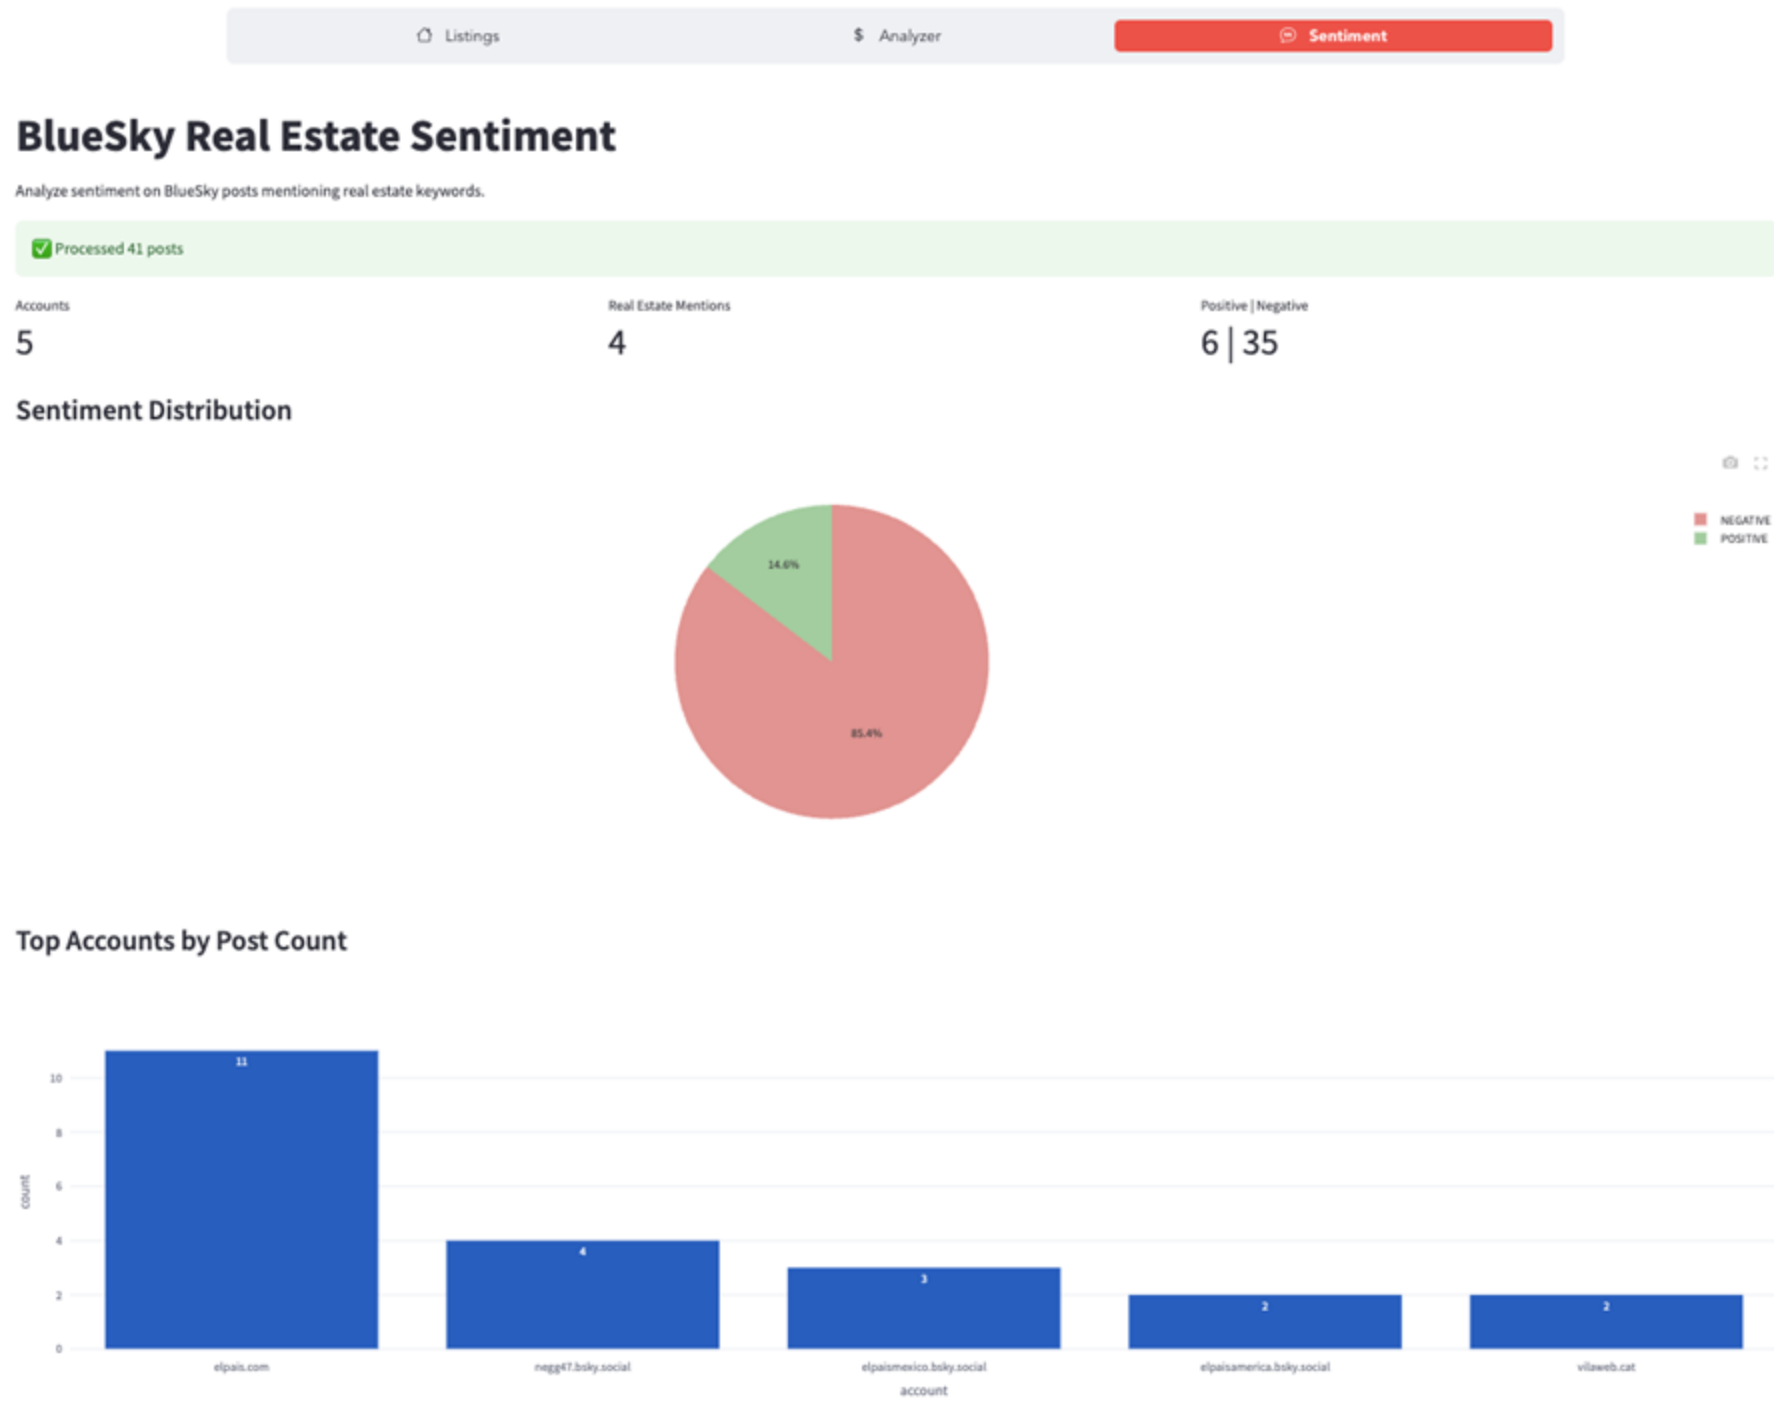 Listings
$ Analyzer
Sentiment
BlueSky Real Estate Sentiment
Analyze sentiment on BlueSky posts mentioning real estate keywords.
Processed 41 posts
Accounts
Real Estate Mentions
Positive | Negative
5
4
6 | 35
Sentiment Distribution
NEGATIVE
POSITIVE
14.6%
85.4%
Top Accounts by Post Count
11
10
8
6
4
2
0
count
4
3
2
2
elpais.com
negg47.bsky.social
elpaismexico.bsky.social
elpaisamerica.bsky.social
vilaweb.cat
account